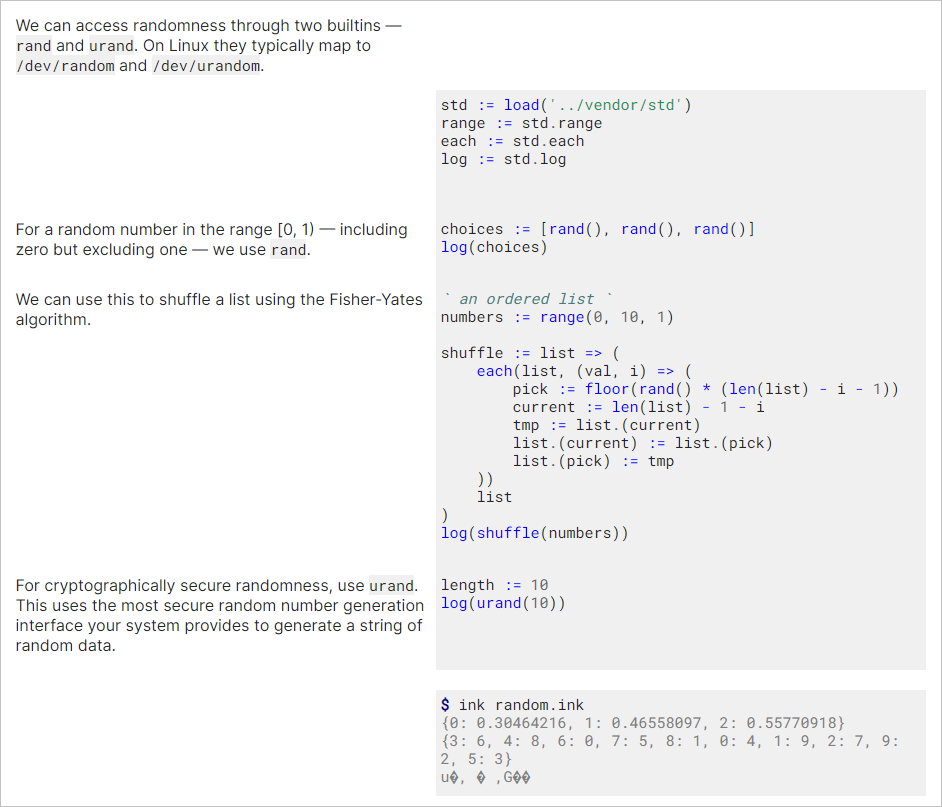 We can access randomness through two builtins —
rand and urand. On Linux they typically map to
/dev/random and /dev/urandom.
std := load('../vendor/std')
range := std.range
each := std.each
log := std.log
For a random number in the range [0, 1) — including
zero but excluding one — we use rand.
choices := [rand(), rand(), rand()]
log(choices)
We can use this to shuffle a list using the Fisher-Yates
algorithm.
` an ordered list `
numbers := range(0, 10, 1)
shuffle := list => (
    each(list, (val, i) => (
        pick := floor(rand() * (len(list) - i - 1))
        current := len(list) - 1 - i
        tmp := list.(current)
        list.(current) := list.(pick)
        list.(pick) := tmp
    ))
    list
)
log(shuffle(numbers))
For cryptographically secure randomness, use urand.
This uses the most secure random number generation
interface your system provides to generate a string of
random data.
length := 10
log(urand(10))
$ ink random.ink
{0: 0.30464216, 1: 0.46558097, 2: 0.55770918}
{3: 6, 4: 8, 6: 0, 7: 5, 8: 1, 0: 4, 1: 9, 2: 7, 9:
2, 5: 3}
u�, � ,G��